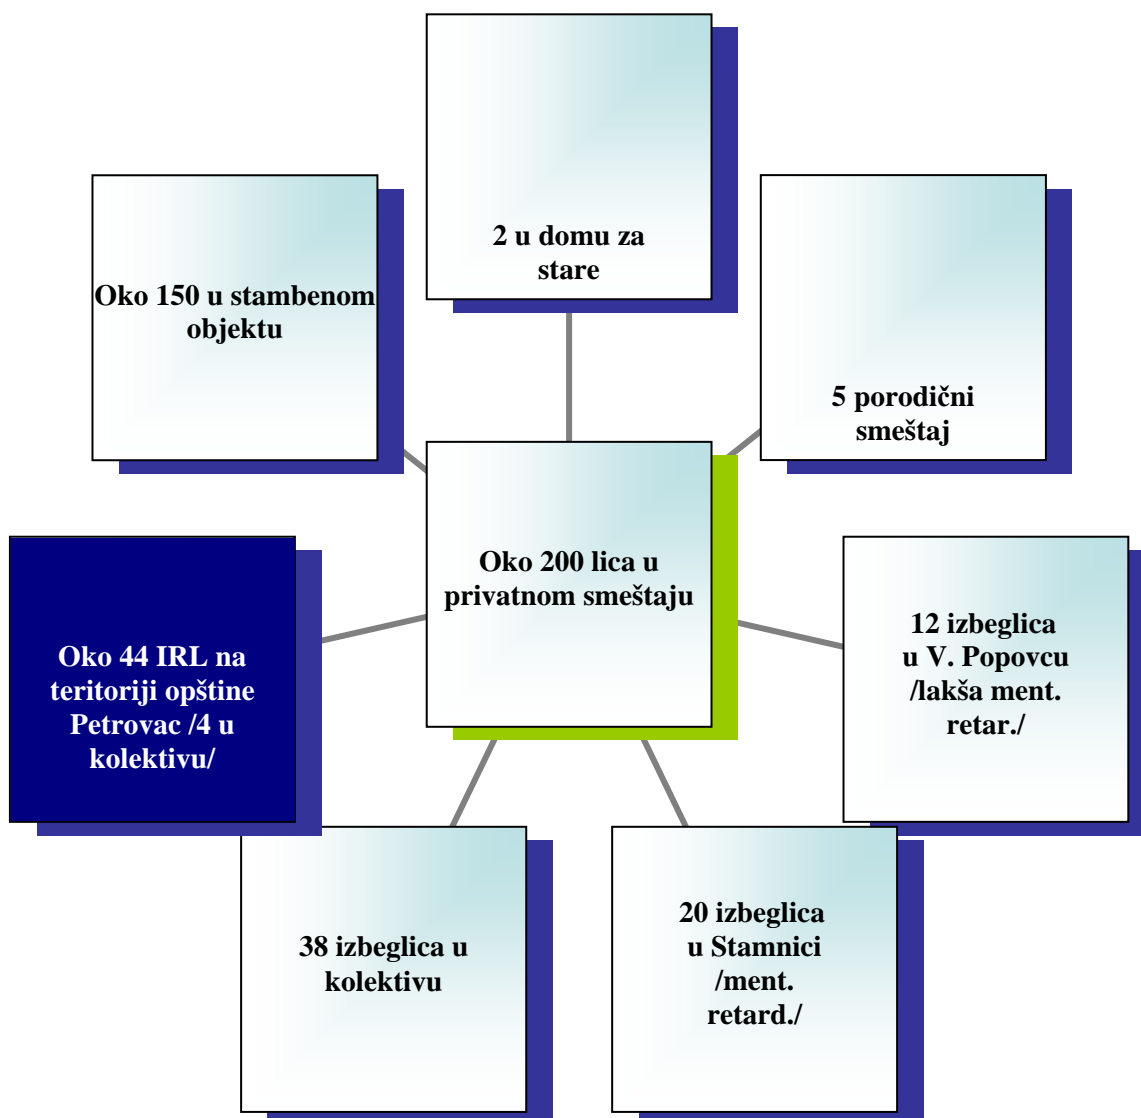 2 u domu za
stare
Oko 150 u stambenom
objektu
5 porodični
smeštaj
Oko 200 lica u
privatnom smeštaju
Oko 44 IRL na
teritoriji opštine
Petrovac /4 u
kolektivu/
12 izbeglica
u V. Popovcu
/lakša ment.
retar./
38 izbeglica u
kolektivu
20 izbeglica
u Stamnici
/ment.
retard./